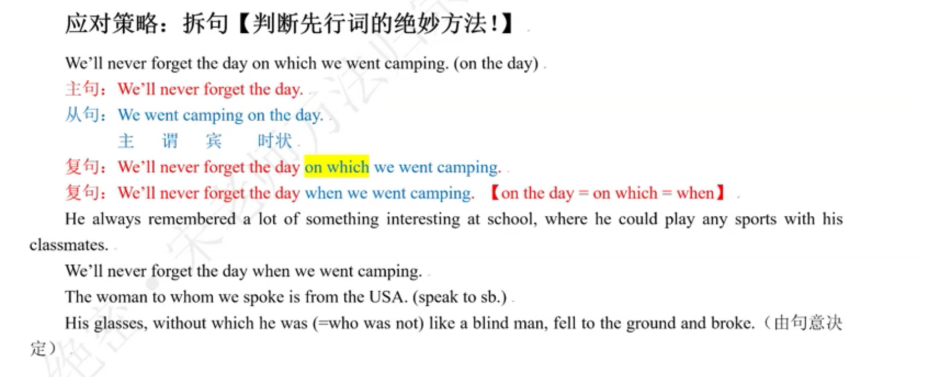 应对策略：拆句【判断先行词的绝妙方法！】
We'll never forget the day on which we went camping. (on the day)
主句：We'll never forget the day.
从句：We went camping on the day.
主 谓 宾 时状
复句：We'll never forget the day on which we went camping.
复句：We'll never forget the day when we went camping.【on the day = on which = when】
He always remembered a lot of something interesting at school, where he could play any sports with his
classmates.
We'll never forget the day when we went camping.
The woman to whom we spoke is from the USA. (speak to sb.)
His glasses, without which he was (=who was not) like a blind man, fell to the ground and broke.（由句意决
定）